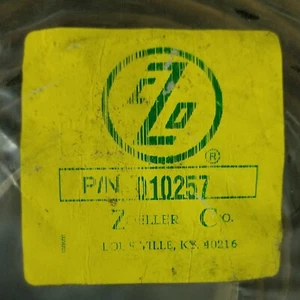 ®
P/N 010257
ZOELLER CO.
LOUISVILLE, KY. 40216